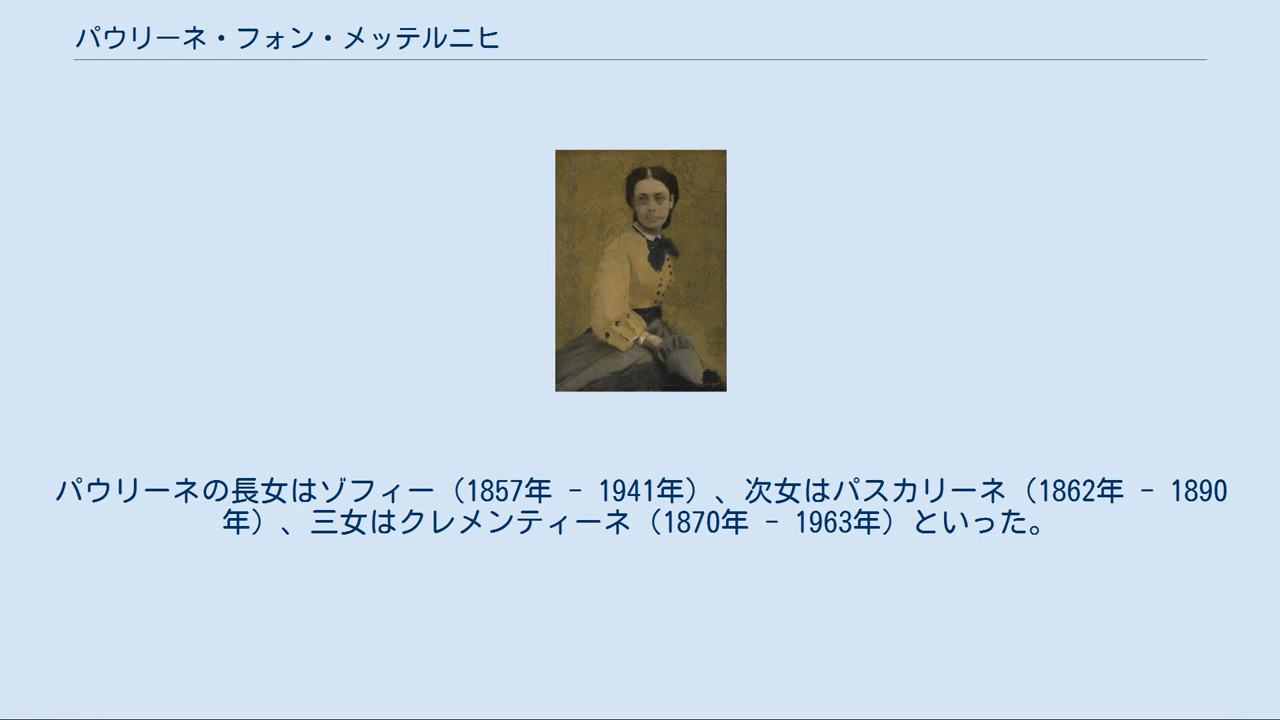 パウリーネ・フォン・メッテルニヒ
パウリーネの長女はゾフィー（1857年 - 1941年）、次女はパスカリーネ（1862年 - 1890
年）、三女はクレメンティーネ（1870年 - 1963年）といった。